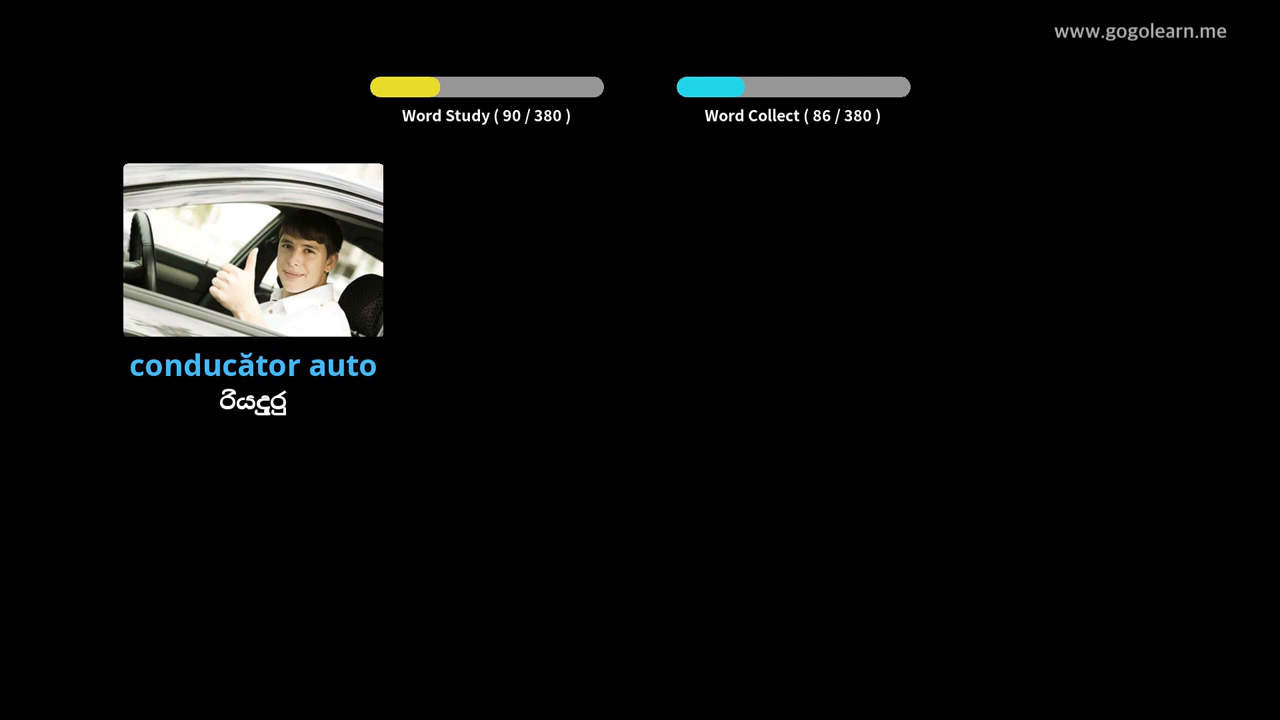 www.gogolearn.me
Word Study ( 90 / 380 )
Word Collect ( 86 / 380 )
conducător auto
රියදුරු